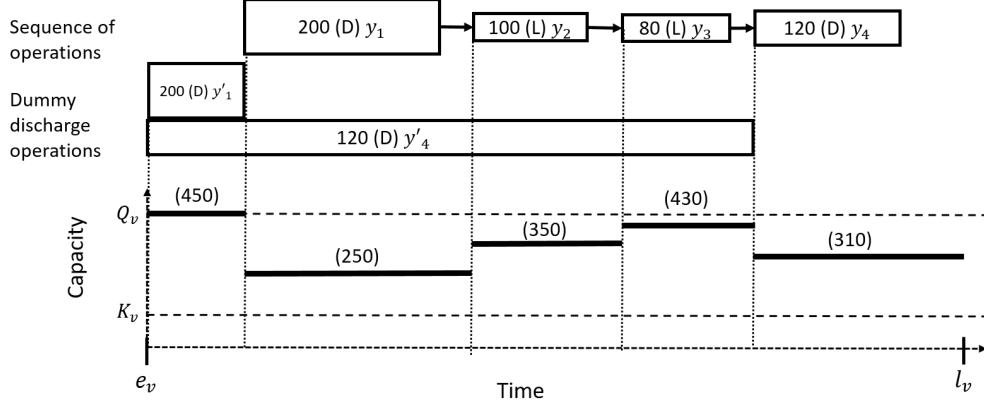 Sequence of
operations
200 (D) y₁
100 (L) y₂
80 (L) y₃
120 (D) y₄
Dummy
discharge
operations
200 (D) y′₁
120 (D) y′₄
Capacity
Qᵥ
Kᵥ
(450)
(250)
(350)
(430)
(310)
eᵥ
Time
lᵥ